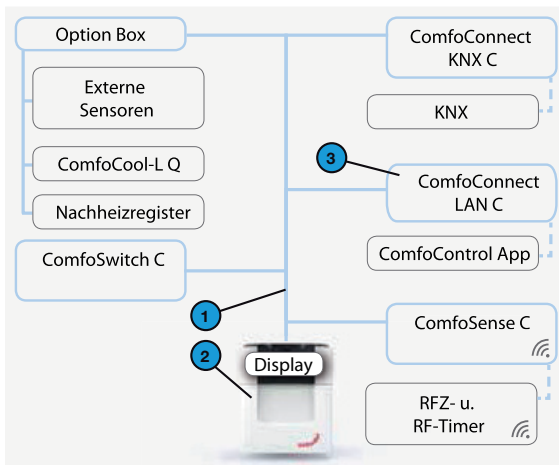 Option Box
Externe
Sensoren
ComfoCool-L Q
Nachheizregister
ComfoSwitch C
1
2
Display
ComfoConnect
KNX C
KNX
3
ComfoConnect
LAN C
ComfoControl App
ComfoSense C
RFZ- u.
RF-Timer